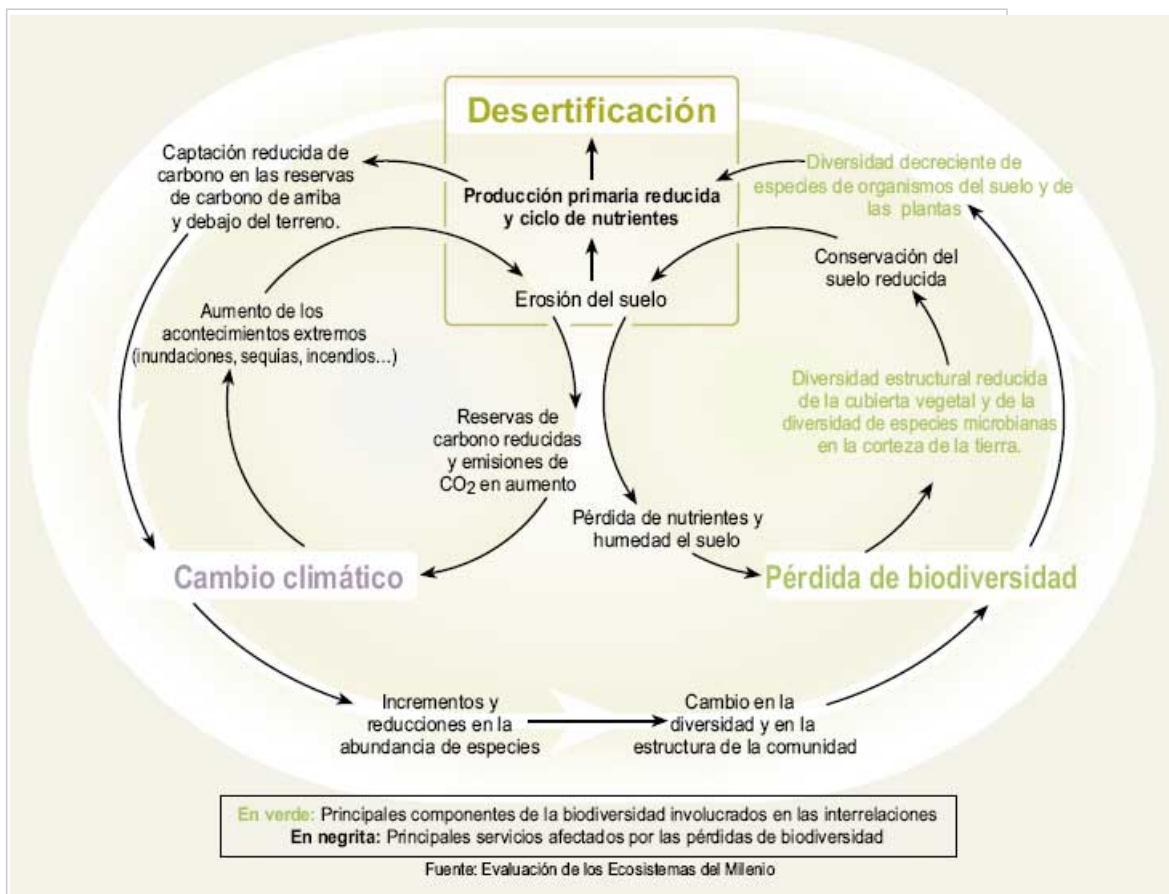 Desertificación
Captación reducida de
carbono en las reservas
de carbono de arriba
y debajo del terreno.
Producción primaria reducida
y ciclo de nutrientes
Diversidad decreciente de
especies de organismos del suelo y de
las plantas
Conservación del
suelo reducida
Erosión del suelo
Aumento de los
acontecimientos extremos
(inundaciones, sequías, incendios...)
Diversidad estructural reducida
de la cubierta vegetal y de la
diversidad de especies microbianas
en la corteza de la tierra.
Reservas de
carbono reducidas
y emisiones de
CO2 en aumento
Pérdida de nutrientes y
humedad el suelo
Cambio climático
Pérdida de biodiversidad
Incrementos y
reducciones en la
abundancia de especies
Cambio en la
diversidad y en la
estructura de la comunidad
En verde: Principales componentes de la biodiversidad involucrados en las interrelaciones
En negrita: Principales servicios afectados por las pérdidas de biodiversidad
Fuente: Evaluación de los Ecosistemas del Milenio